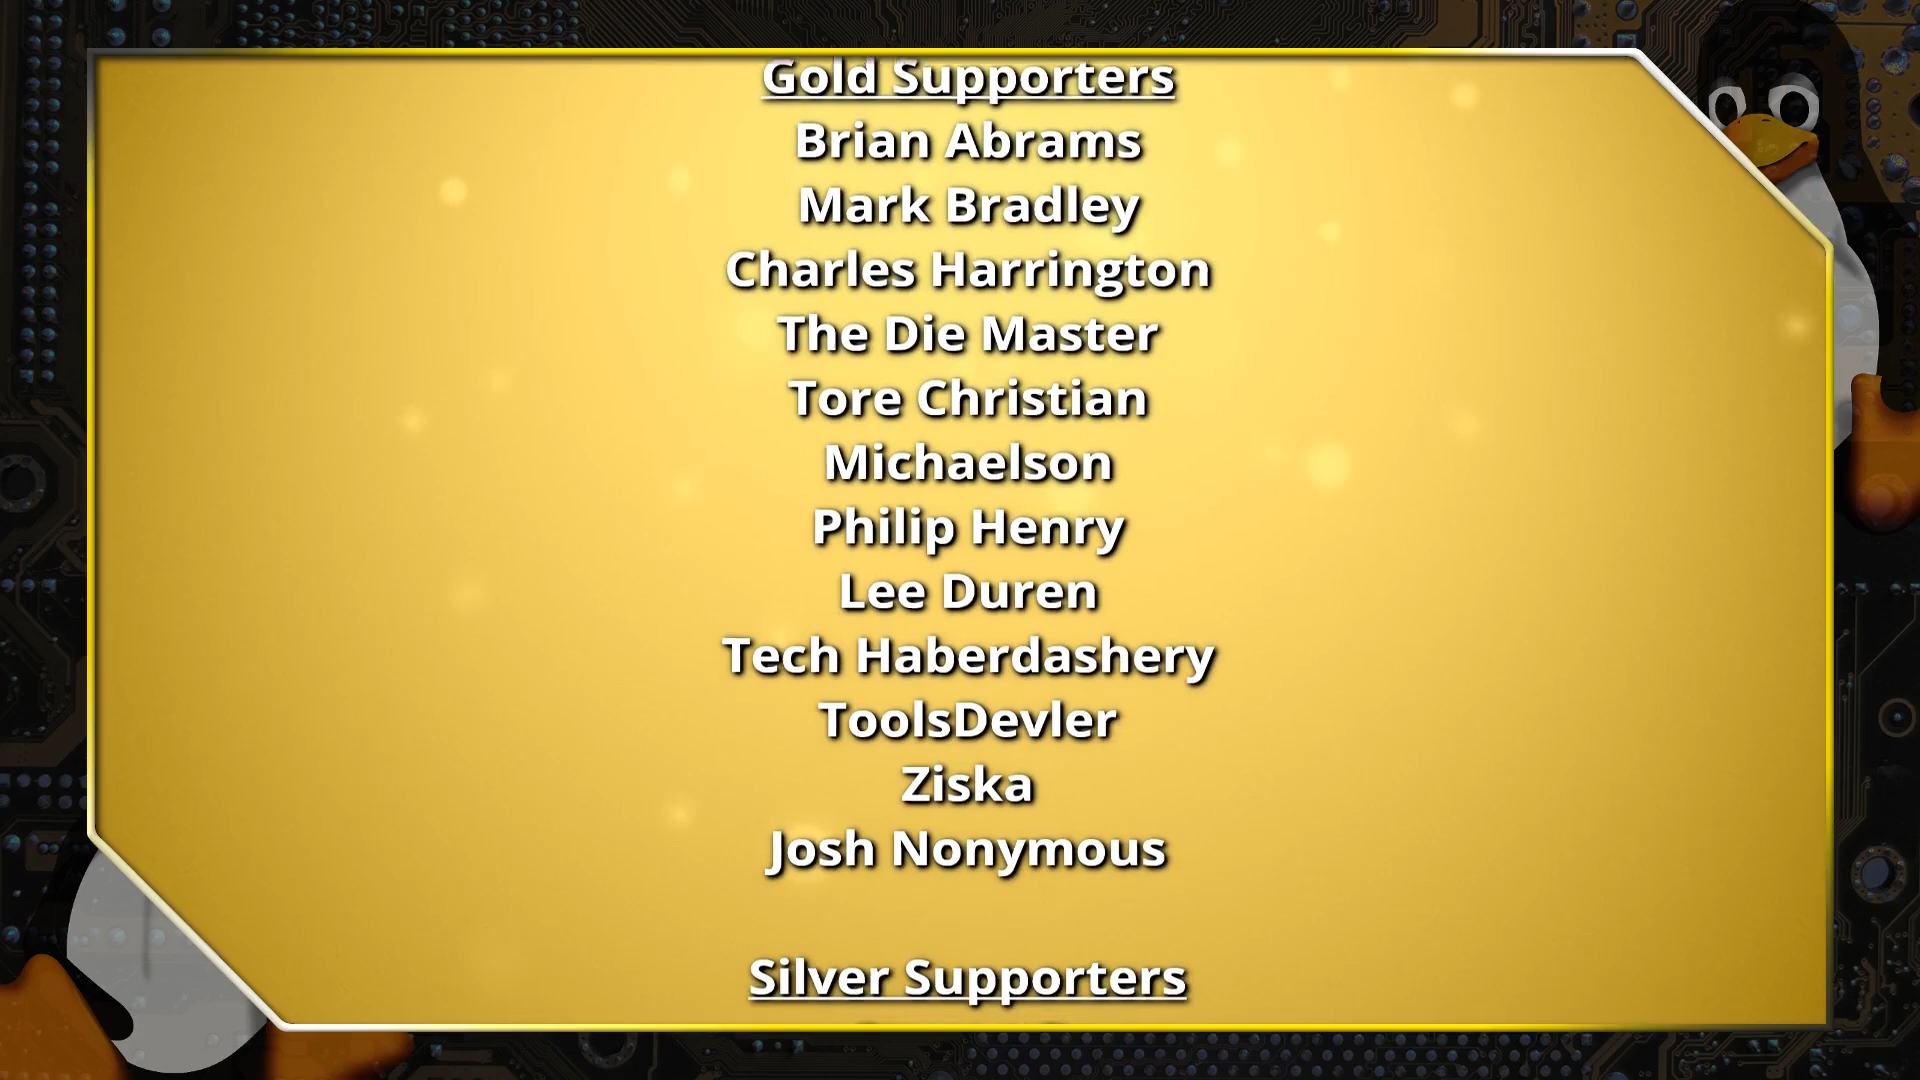 Gold Supporters
Brian Abrams
Mark Bradley
Charles Harrington
The Die Master
Tore Christian
Michaelson
Philip Henry
Lee Duren
Tech Haberdashery
ToolsDevler
Ziska
Josh Nonymous
Silver Supporters